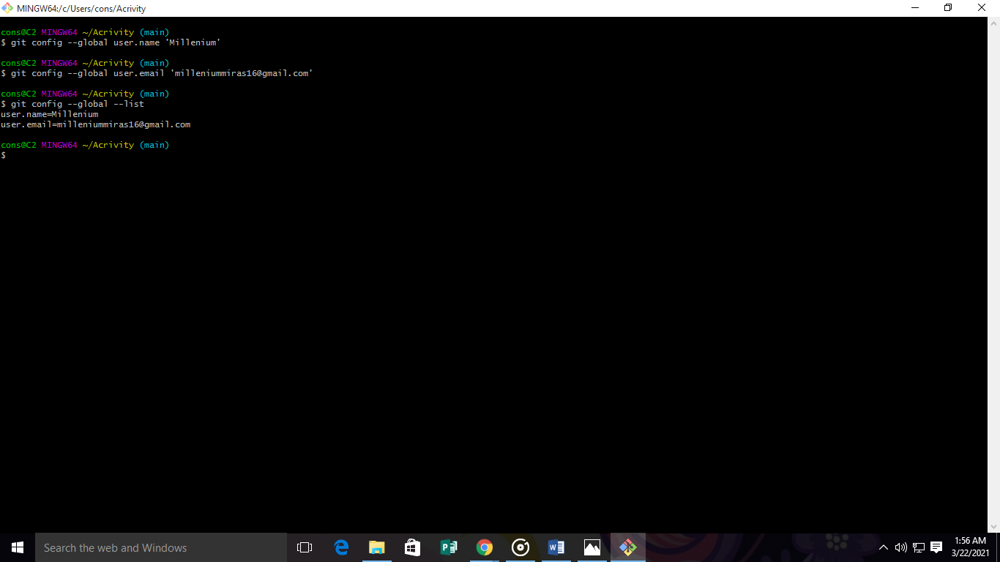 MINGW64:/c/Users/cons/Acrivity
cons@C2 MINGW64 ~/Acrivity (main)
$ git config --global user.name 'Millenium'
cons@C2 MINGW64 ~/Acrivity (main)
$ git config --global user.email 'milleniummiras16@gmail.com'
cons@C2 MINGW64 ~/Acrivity (main)
$ git config --global --list
user.name=Millenium
user.email=milleniummiras16@gmail.com
cons@C2 MINGW64 ~/Acrivity (main)
$
Search the web and Windows
1:56 AM
3/22/2021